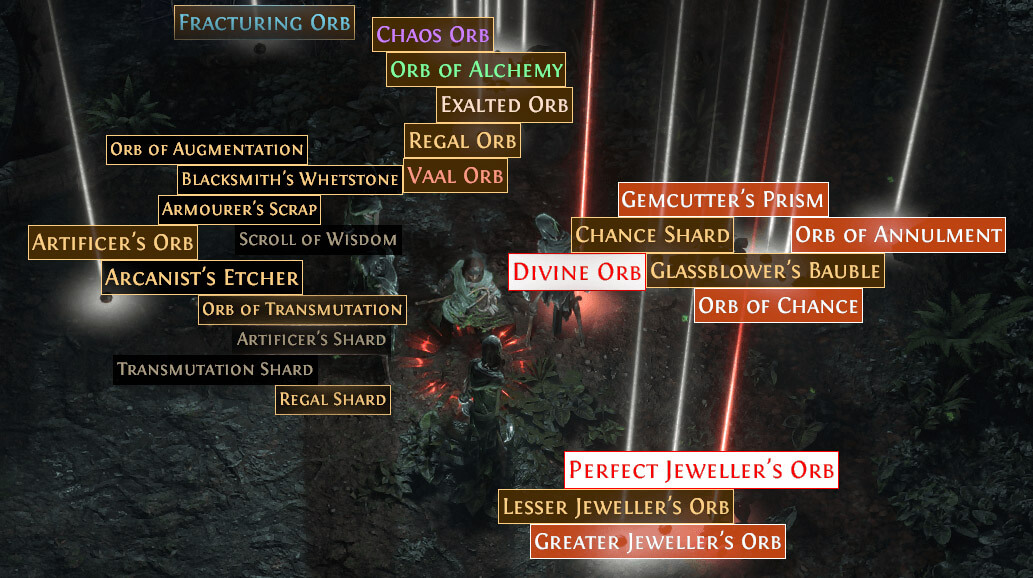 Fracturing Orb
Chaos Orb
Orb of Alchemy
Exalted Orb
Regal Orb
Orb of Augmentation
Vaal Orb
Blacksmith's Whetstone
Gemcutter's Prism
Armourer's Scrap
Chance Shard
Orb of Annulment
Artificer's Orb
Scroll of Wisdom
Divine Orb
Glassblower's Bauble
Arcanist's Etcher
Orb of Chance
Orb of Transmutation
Artificer's Shard
Transmutation Shard
Regal Shard
Perfect Jeweller's Orb
Lesser Jeweller's Orb
Greater Jeweller's Orb